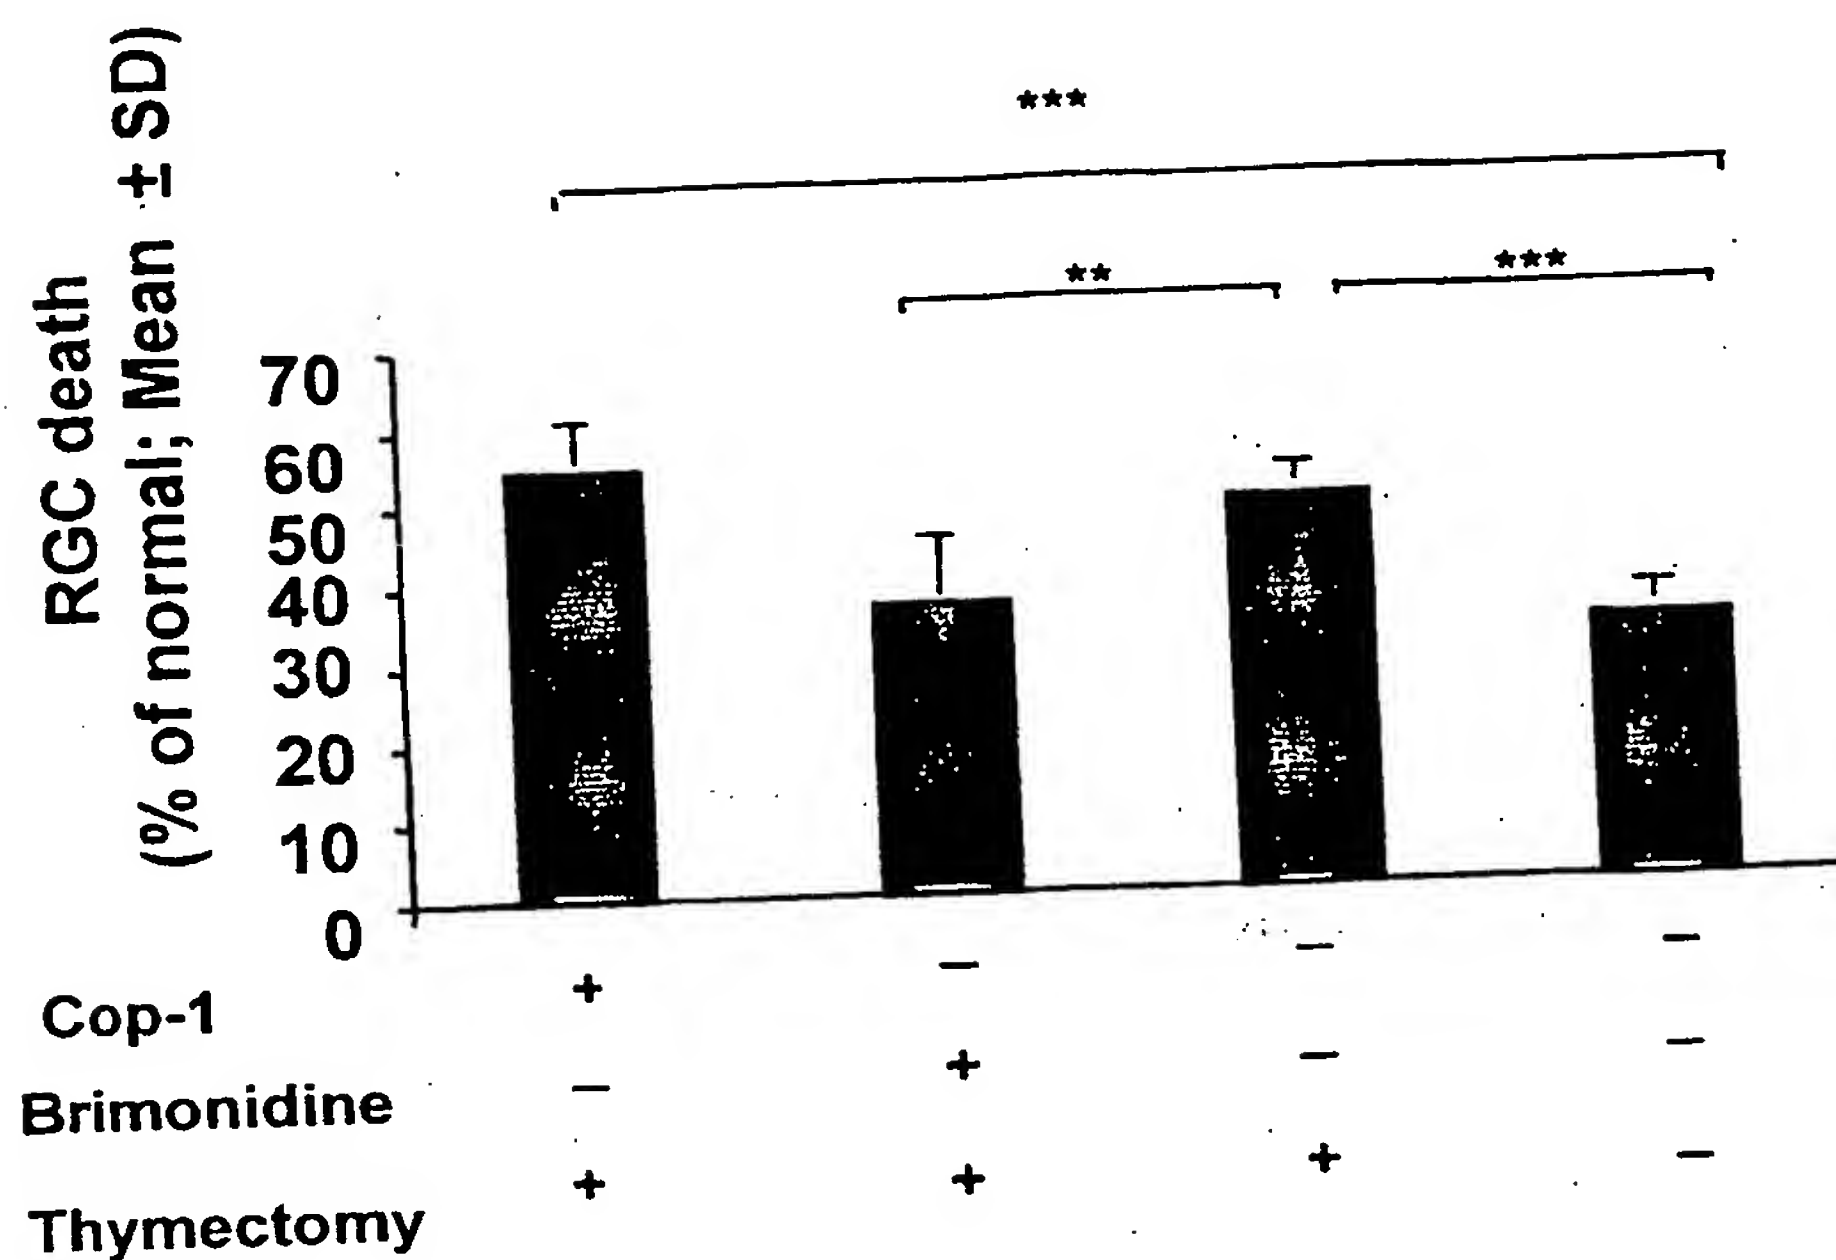 RGC death
(% of normal; Mean ± SD)
***
** ***
70
60
50
40
30
20
10
0
Cop-1 + − − −
Brimonidine − + − −
Thymectomy + + + −